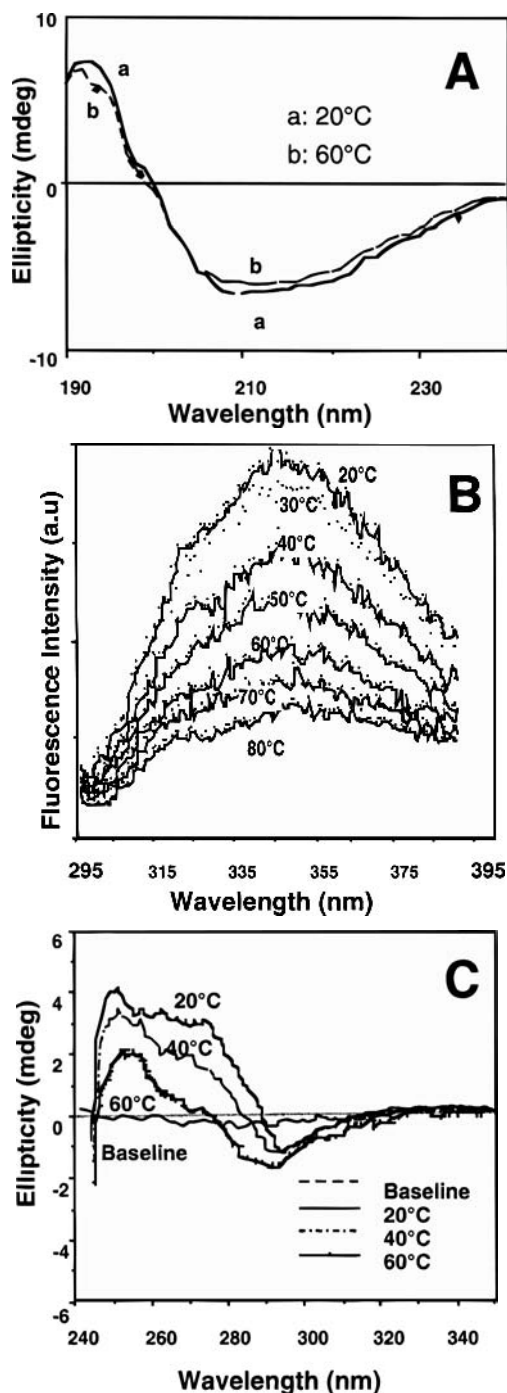 10
a
A
b
a: 20°C
b: 60°C
0
Ellipticity (mdeg)
b
a
-10
190 210 230
Wavelength (nm)
B
20°C
30°C
40°C
50°C
60°C
70°C
80°C
Fluorescence Intensity (a.u)
295 315 335 355 375 395
Wavelength (nm)
6
C
4
20°C
40°C
2
60°C
0
Baseline
Ellipticity (mdeg)
-2
Baseline
20°C
40°C
60°C
-4
-6
240 260 280 300 320 340
Wavelength (nm)